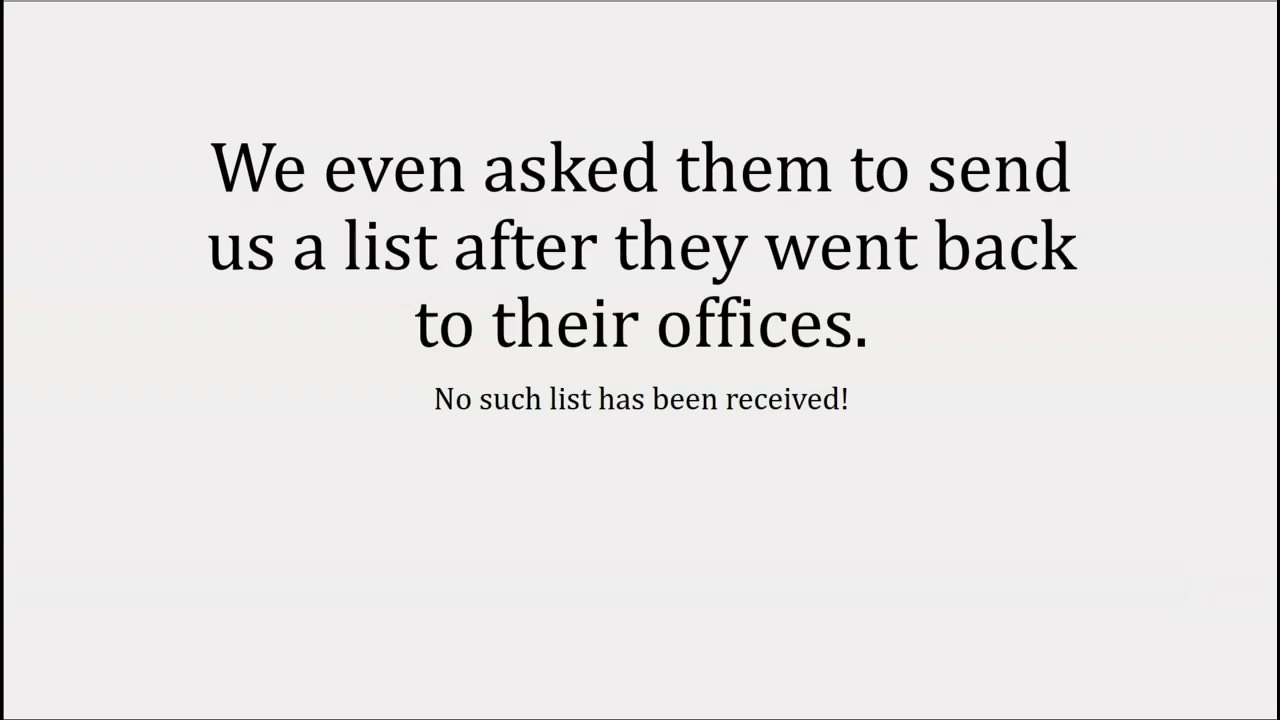 We even asked them to send
us a list after they went back
to their offices.
No such list has been received!